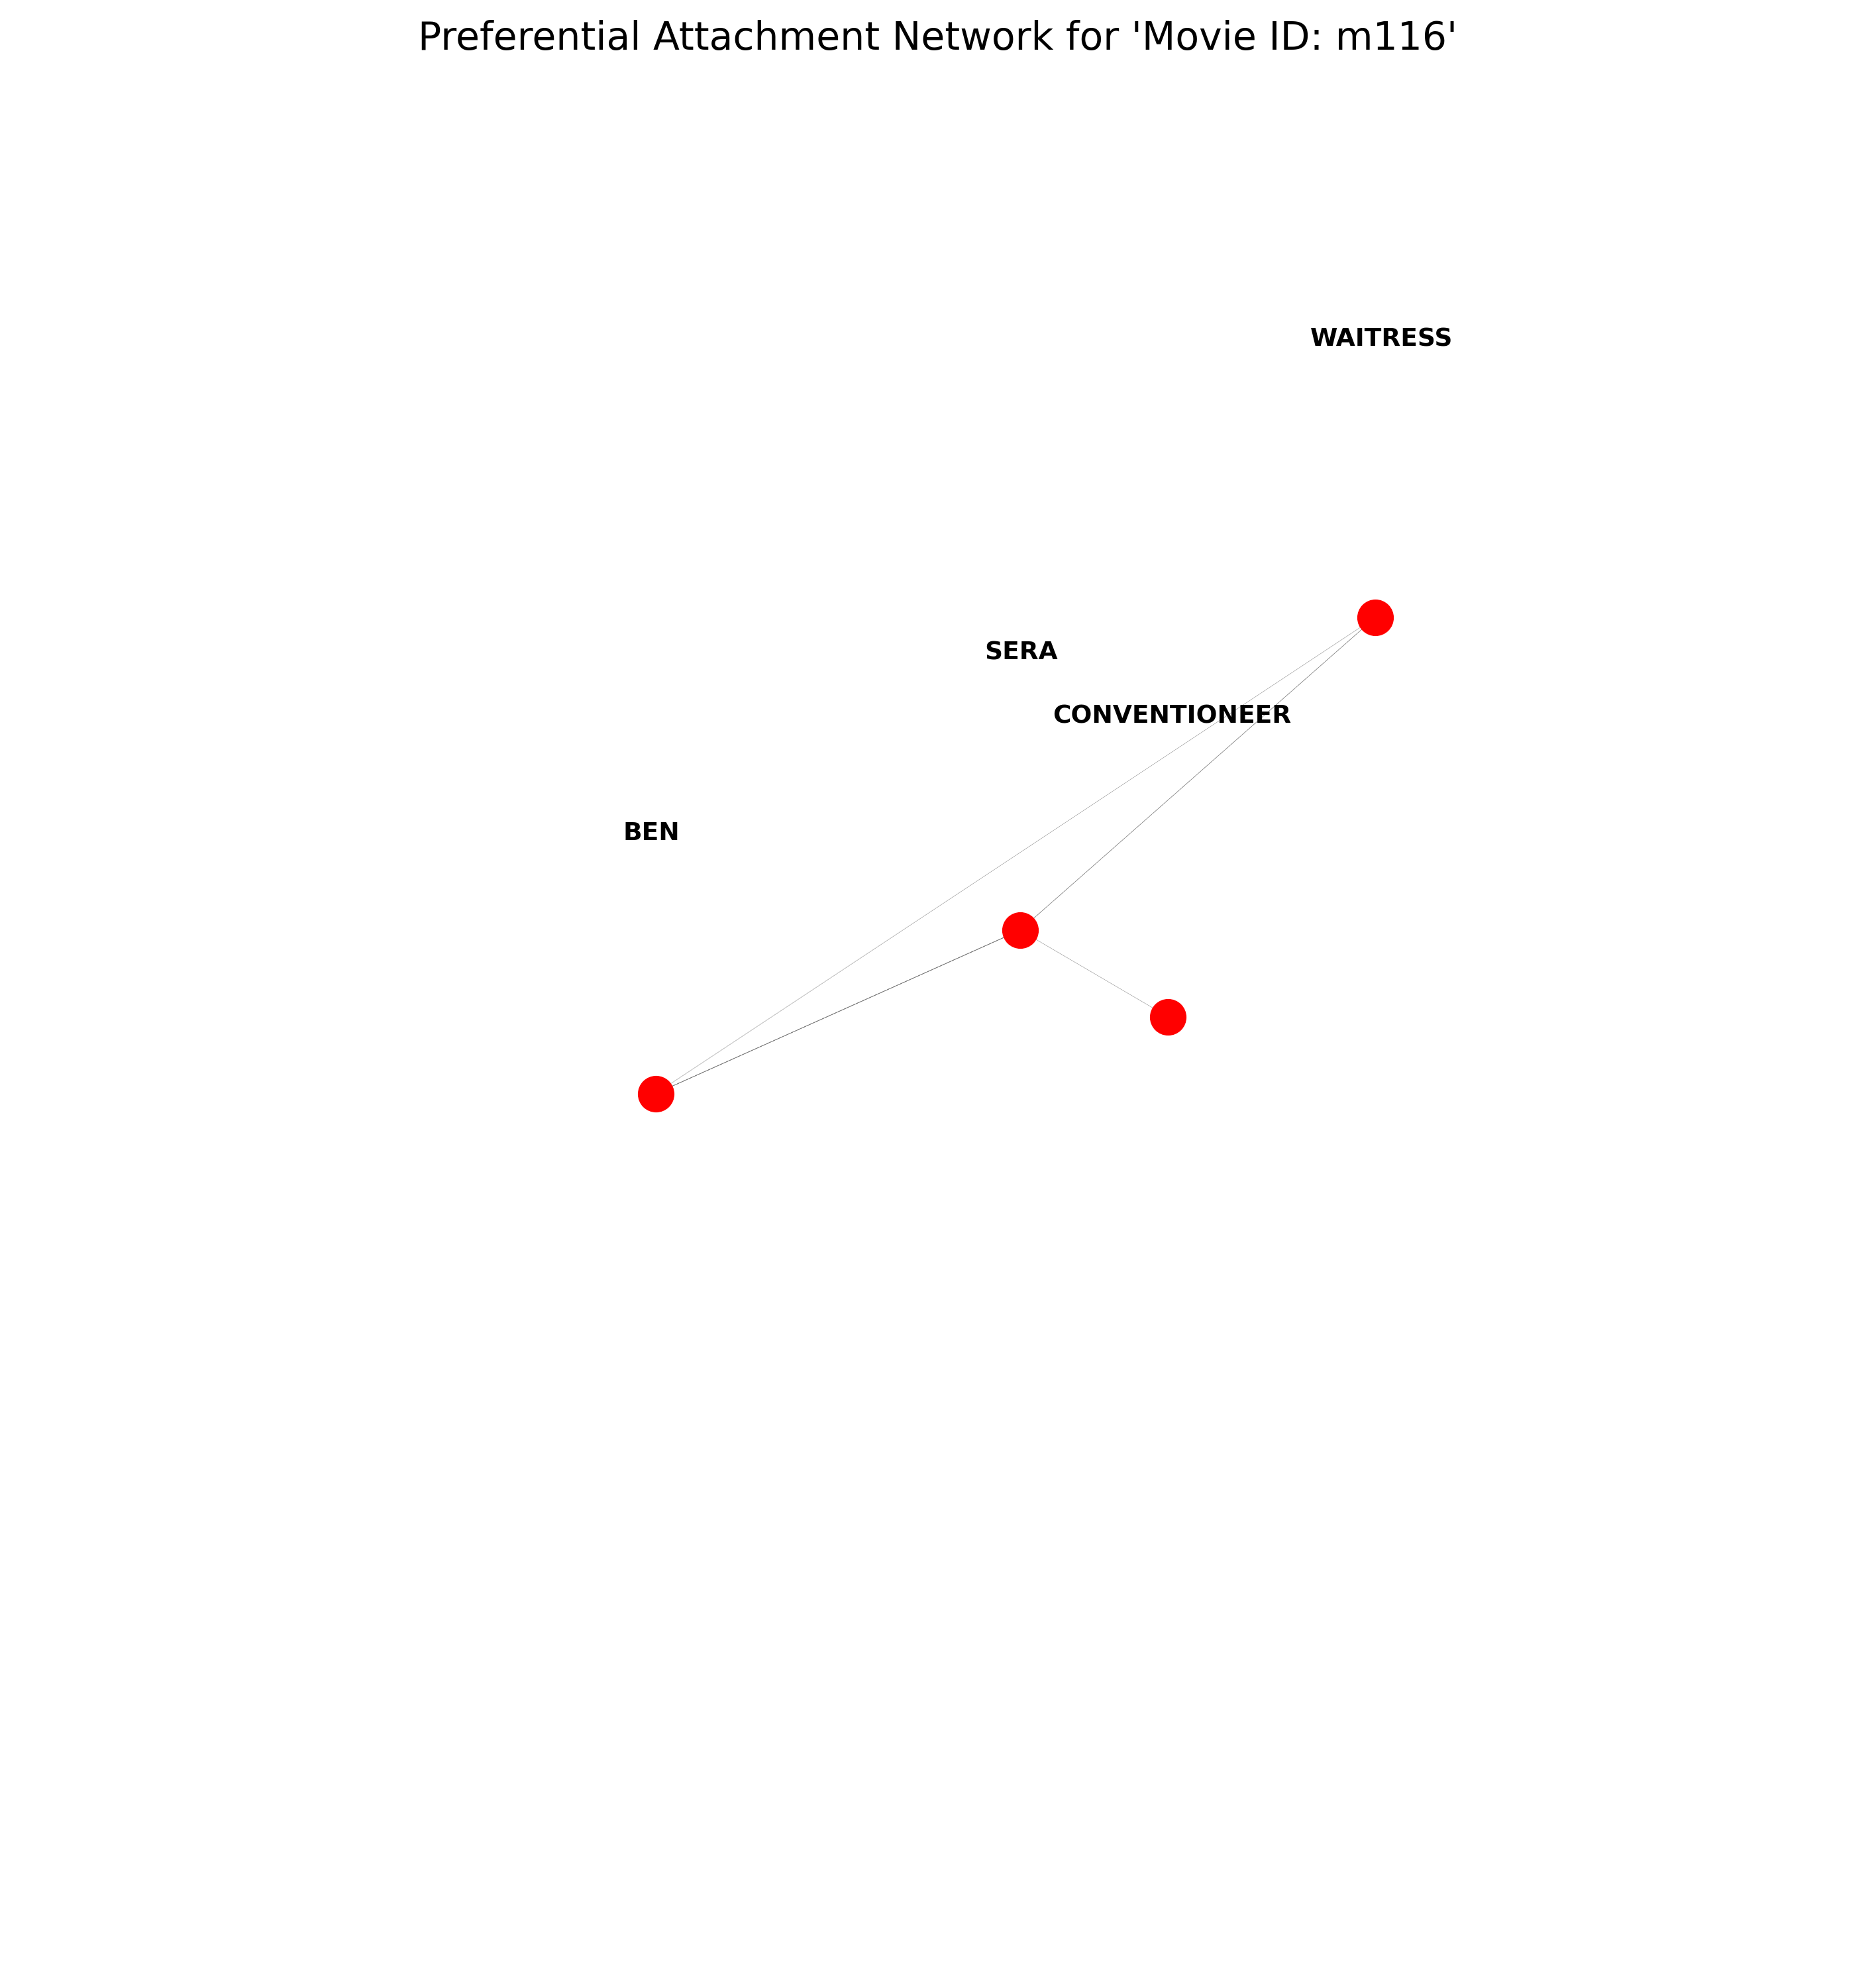 Preferential Attachment Network for 'Movie ID: m116'
WAITRESS
SERA
CONVENTIONEER
BEN